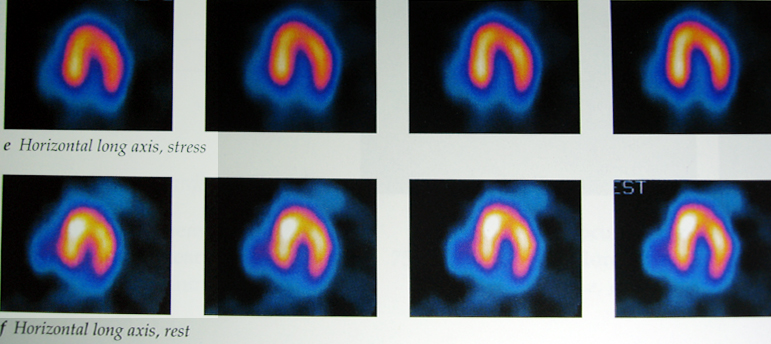 e Horizontal long axis, stress
EST
f Horizontal long axis, rest